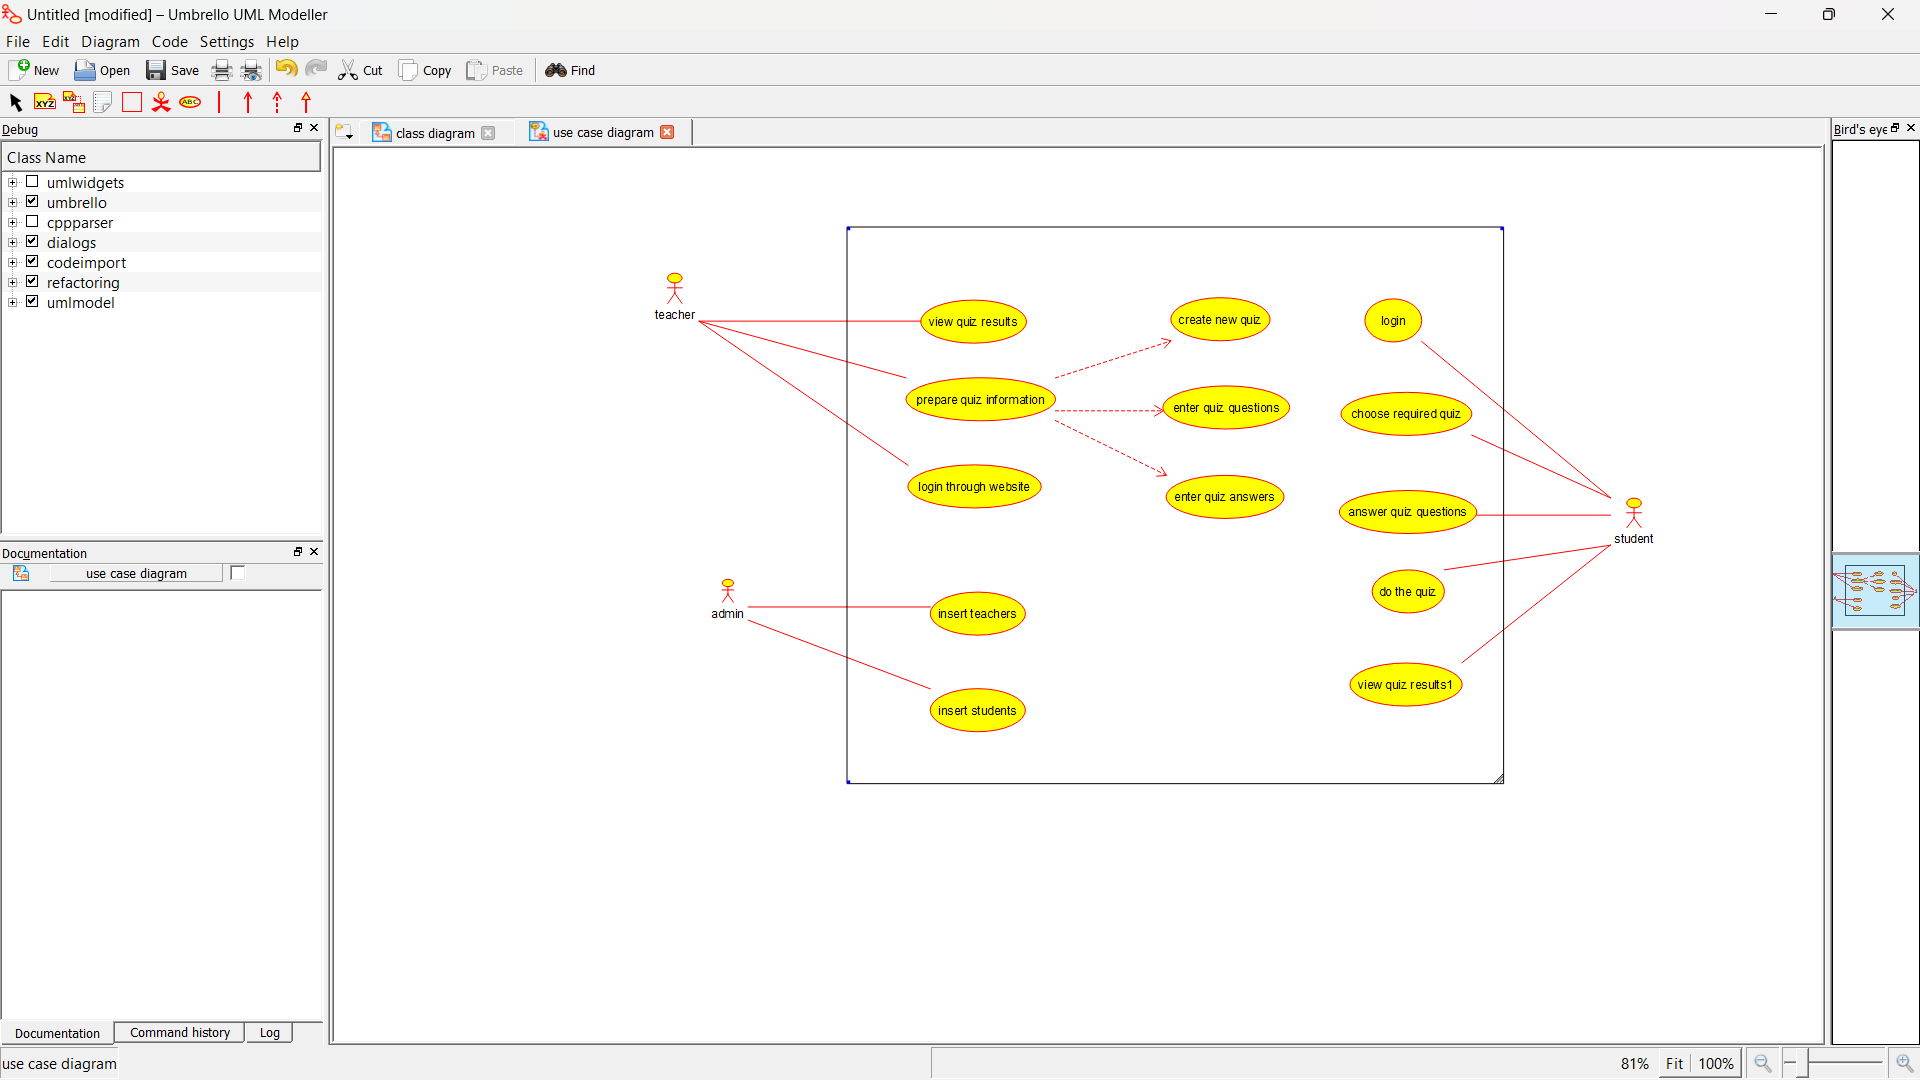 Untitled [modified] – Umbrello UML Modeller
File Edit Diagram Code Settings Help
New Open Save Cut Copy Paste Find
XYZ XYZ ABC
Debug
Class Name
umlwidgets
umbrello
cppparser
dialogs
codeimport
refactoring
umlmodel
Documentation
use case diagram
Documentation Command history Log
use case diagram
class diagram use case diagram
teacher
view quiz results
prepare quiz information
login through website
create new quiz
enter quiz questions
enter quiz answers
login
choose required quiz
answer quiz questions
do the quiz
view quiz results1
student
admin
insert teachers
insert students
Bird's eye
81% Fit 100%